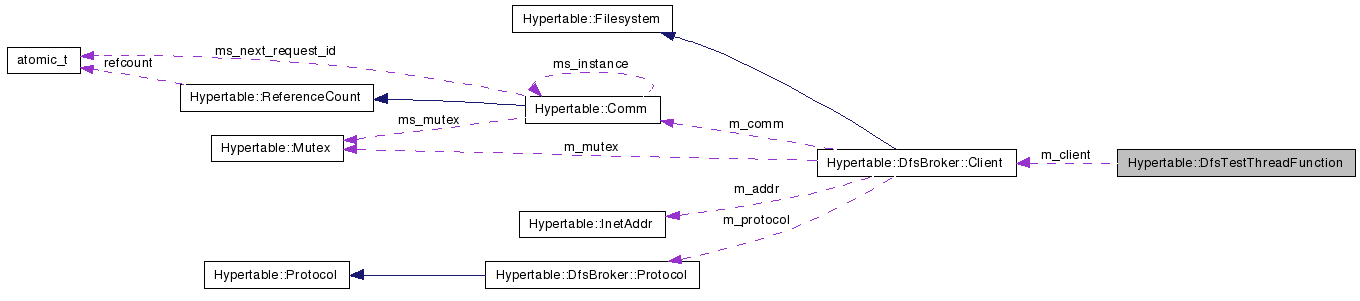 Hypertable::Filesystem
ms_next_request_id
atomic_t
refcount
ms_instance
Hypertable::ReferenceCount
Hypertable::Comm
ms_mutex
m_comm
Hypertable::Mutex
m_mutex
m_client
Hypertable::DfsBroker::Client
Hypertable::DfsTestThreadFunction
m_addr
Hypertable::InetAddr
m_protocol
Hypertable::Protocol
Hypertable::DfsBroker::Protocol